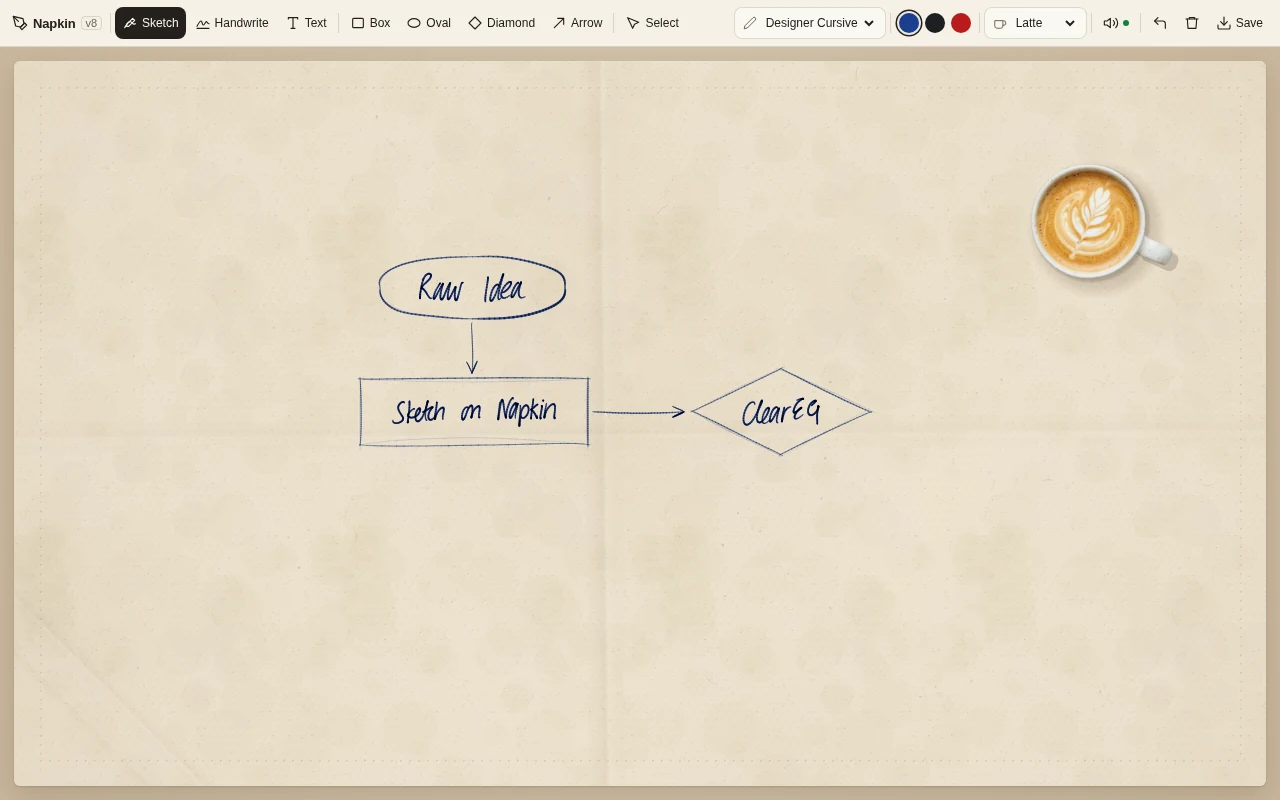 Napkin v8 Sketch Handwrite Text Box Oval Diamond Arrow Select Designer Cursive Latte Save
Raw Idea
Sketch on Napkin
ClearEG